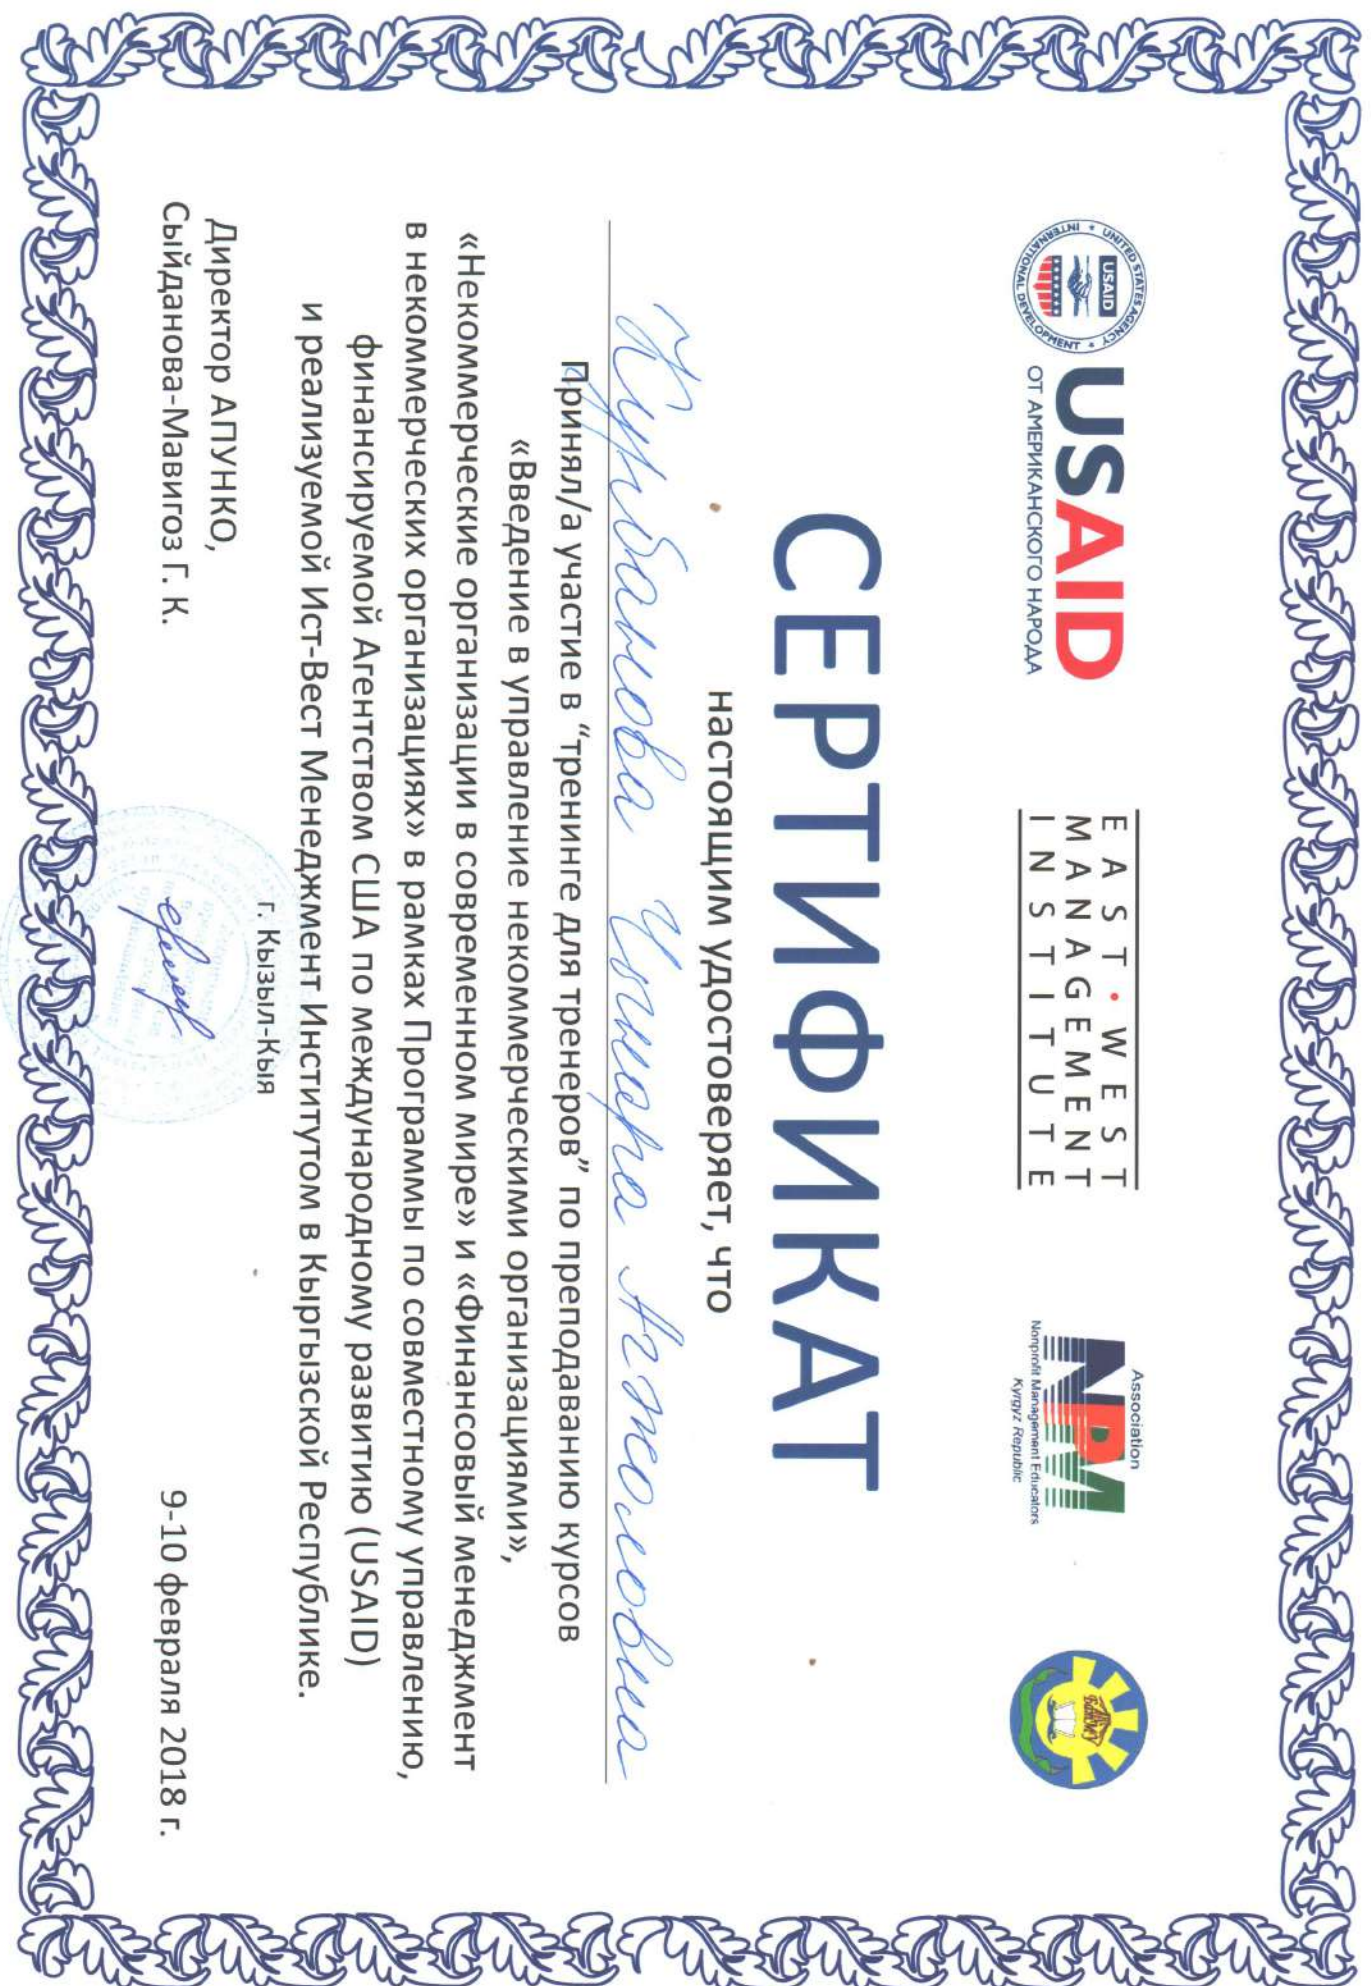 UNITED STATES AGENCY
INTERNATIONAL DEVELOPMENT
USAID
USAID
ОТ АМЕРИКАНСКОГО НАРОДА
EAST•WEST
MANAGEMENT
INSTITUTE
Association
NPM
Nonprofit Management Educators
Kyrgyz Republic
СЕРТИФИКАТ
настоящим удостоверяет, что
Курбанова Чынара
Принял/а участие в “тренинге для тренеров” по преподаванию курсов
«Введение в управление некоммерческими организациями»,
«Некоммерческие организации в современном мире» и «Финансовый менеджмент
в некоммерческих организациях» в рамках Программы по совместному управлению,
финансируемой Агентством США по международному развитию (USAID)
и реализуемой Ист-Вест Менеджмент Институтом в Кыргызской Республике.
г. Кызыл-Кыя
Директор АПУНКО,
Сыйданова-Мавигоз Г. К.
9-10 февраля 2018 г.